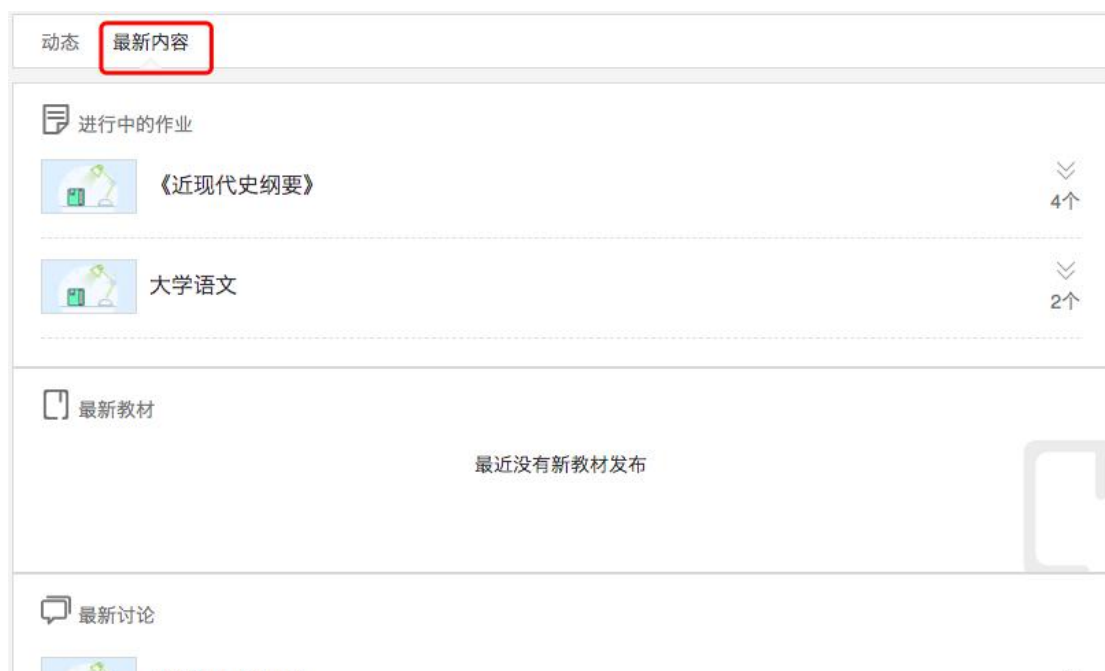 动态 最新内容
进行中的作业
《近现代史纲要》
4个
大学语文
2个
最新教材
最近没有新教材发布
最新讨论